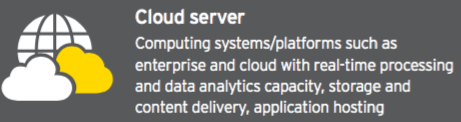 Cloud server
Computing systems/platforms such as
enterprise and cloud with real-time processing
and data analytics capacity, storage and
content delivery, application hosting